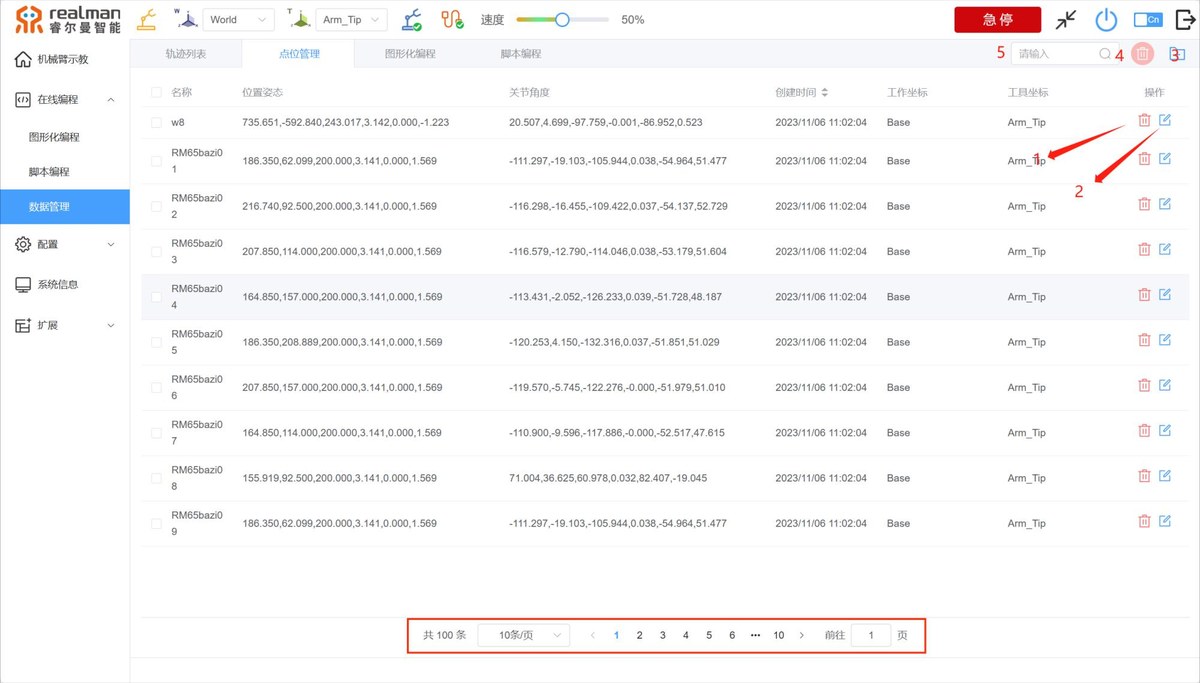 realman
睿尔曼智能
W
World
T
Arm_Tip
速度
50%
急停
Cn
机械臂示教
在线编程
图形化编程
脚本编程
数据管理
配置
系统信息
扩展
轨迹列表
点位管理
图形化编程
脚本编程
5
请输入
4
3
名称
位置姿态
关节角度
创建时间
工作坐标
工具坐标
操作
w8
735.651,-592.840,243.017,3.142,0.000,-1.223
20.507,4.699,-97.759,-0.001,-86.952,0.523
2023/11/06 11:02:04
Base
Arm_Tip
RM65bazi0
1
186.350,62.099,200.000,3.141,0.000,1.569
-111.297,-19.103,-105.944,0.038,-54.964,51.477
2023/11/06 11:02:04
Base
Arm_Tip
1
2
RM65bazi0
2
216.740,92.500,200.000,3.141,0.000,1.569
-116.298,-16.455,-109.422,0.037,-54.137,52.729
2023/11/06 11:02:04
Base
Arm_Tip
RM65bazi0
3
207.850,114.000,200.000,3.141,0.000,1.569
-116.579,-12.790,-114.046,0.038,-53.179,51.604
2023/11/06 11:02:04
Base
Arm_Tip
RM65bazi0
4
164.850,157.000,200.000,3.141,0.000,1.569
-113.431,-2.052,-126.233,0.039,-51.728,48.187
2023/11/06 11:02:04
Base
Arm_Tip
RM65bazi0
5
186.350,208.889,200.000,3.141,0.000,1.569
-120.253,4.150,-132.316,0.037,-51.851,51.029
2023/11/06 11:02:04
Base
Arm_Tip
RM65bazi0
6
207.850,157.000,200.000,3.141,0.000,1.569
-119.570,-5.745,-122.276,-0.000,-51.979,51.010
2023/11/06 11:02:04
Base
Arm_Tip
RM65bazi0
7
164.850,114.000,200.000,3.141,0.000,1.569
-110.900,-9.596,-117.886,-0.000,-52.517,47.615
2023/11/06 11:02:04
Base
Arm_Tip
RM65bazi0
8
155.919,92.500,200.000,3.141,0.000,1.569
71.004,36.625,60.978,0.032,82.407,-19.045
2023/11/06 11:02:04
Base
Arm_Tip
RM65bazi0
9
186.350,62.099,200.000,3.141,0.000,1.569
-111.297,-19.103,-105.944,0.038,-54.964,51.477
2023/11/06 11:02:04
Base
Arm_Tip
共 100 条
10条/页
1 2 3 4 5 6 ••• 10
前往 1 页